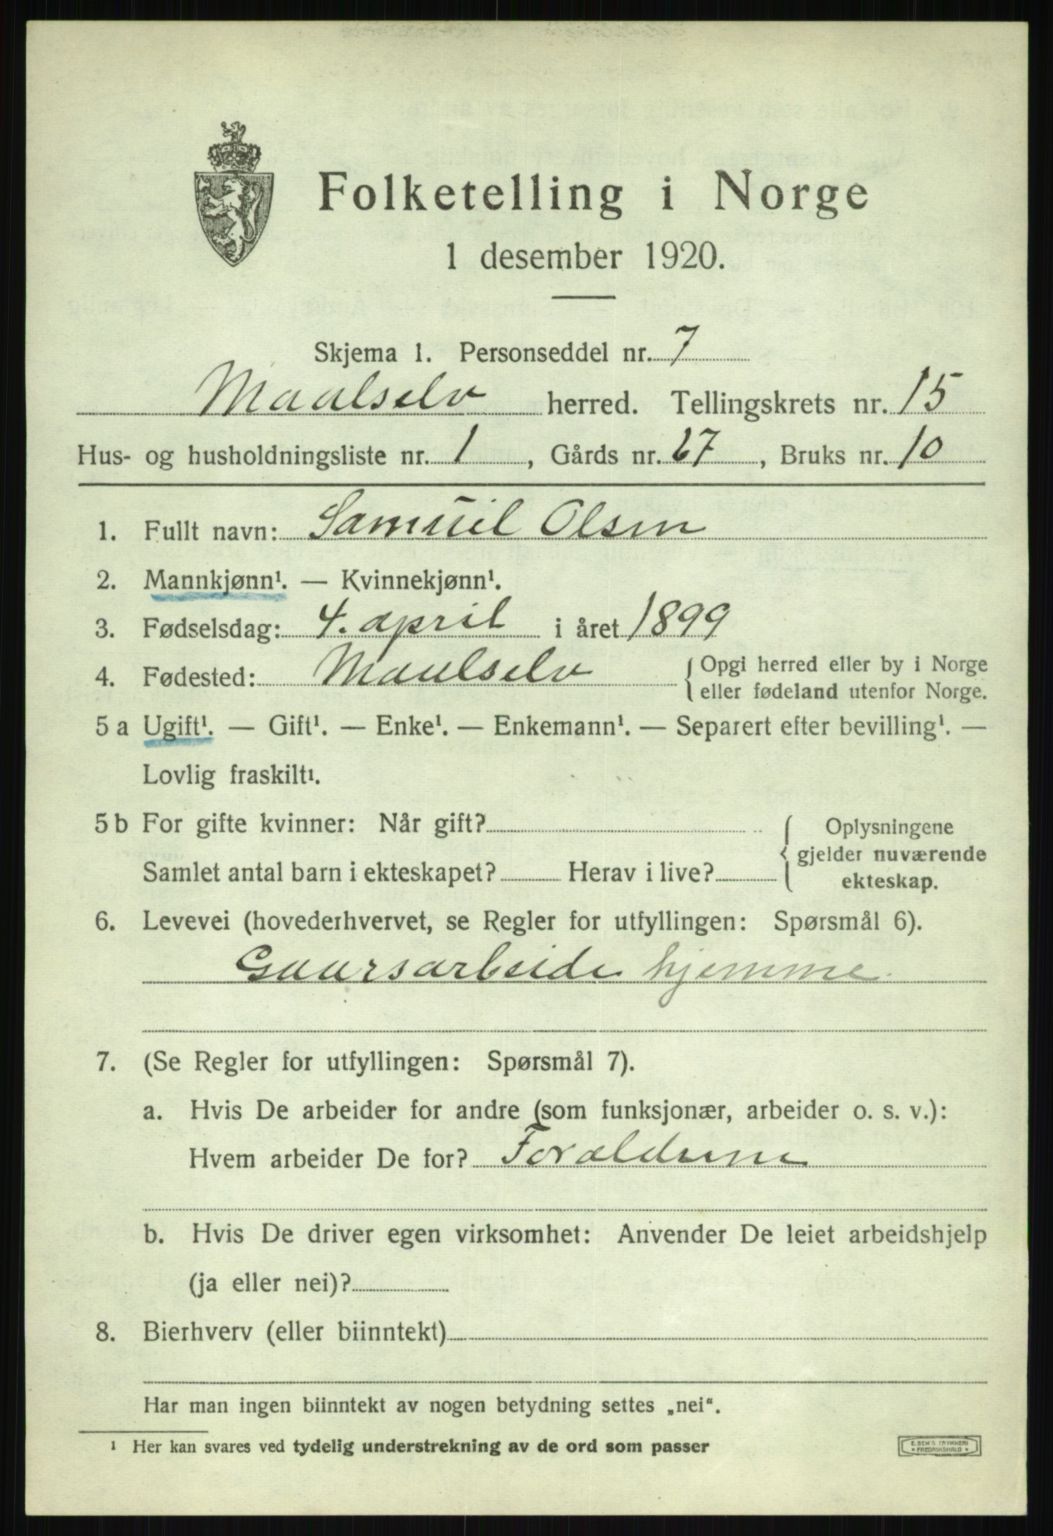 Folketelling i Norge
1 desember 1920.
Skjema 1. Personseddel nr. 7
Maalselv herred. Tellingskrets nr. 15
Hus- og husholdningsliste nr. 1, Gårds nr. 67, Bruks nr. 10
1. Fullt navn: Samuel Olsen
2. Mannkjønn¹. — Kvinnekjønn¹.
3. Fødselsdag: 4. april i året 1899
4. Fødested: Maalselv { Opgi herred eller by i Norge
eller fødeland utenfor Norge.
5 a Ugift¹. — Gift¹. — Enke¹. — Enkemann¹. — Separert efter bevilling¹. —
Lovlig fraskilt¹.
5 b For gifte kvinner: Når gift?
Samlet antal barn i ekteskapet? Herav i live?
{ Oplysningene
gjelder nuværende
ekteskap.
6. Levevei (hovederhvervet, se Regler for utfyllingen: Spørsmål 6).
Gaarsarbeide hjemme
7. (Se Regler for utfyllingen: Spørsmål 7).
a. Hvis De arbeider for andre (som funksjonær, arbeider o. s. v.):
Hvem arbeider De for? Forældrene
b. Hvis De driver egen virksomhet: Anvender De leiet arbeidshjelp
(ja eller nei)?
8. Bierhverv (eller biinntekt)
Har man ingen biinntekt av nogen betydning settes „nei“.
¹ Her kan svares ved tydelig understrekning av de ord som passer